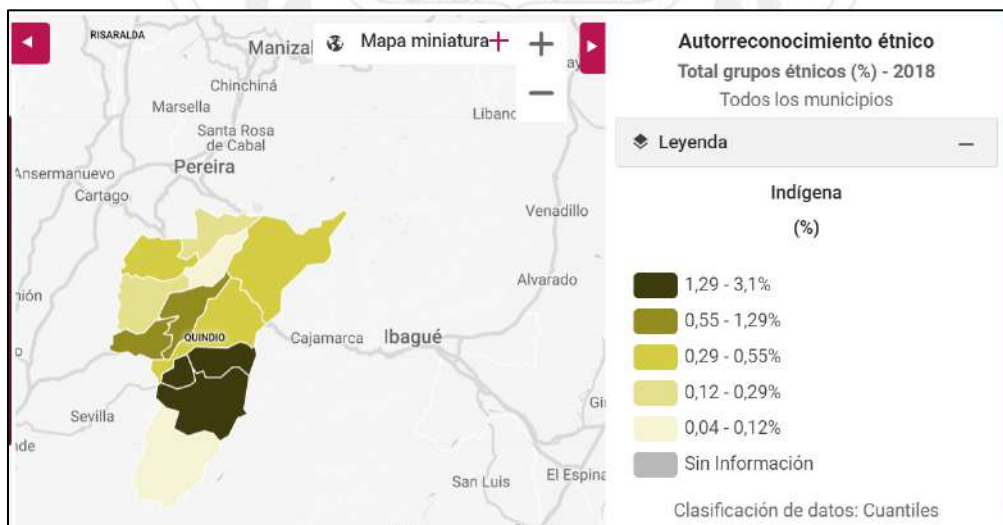 RISARALDA
Manizal
Mapa miniatura
Chinchiná
Marsella
Libano
Santa Rosa
de Cabal
Pereira
Ansermanuevo
Cartago
Venadillo
Alvarado
nión
QUINDIO
Cajamarca
Ibagué
Sevilla
nde
Gi
San Luis
El Espina
Autorreconocimiento étnico
Total grupos étnicos (%) - 2018
Todos los municipios
Leyenda
Indígena
(%)
1,29 - 3,1%
0,55 - 1,29%
0,29 - 0,55%
0,12 - 0,29%
0,04 - 0,12%
Sin Información
Clasificación de datos: Cuantiles